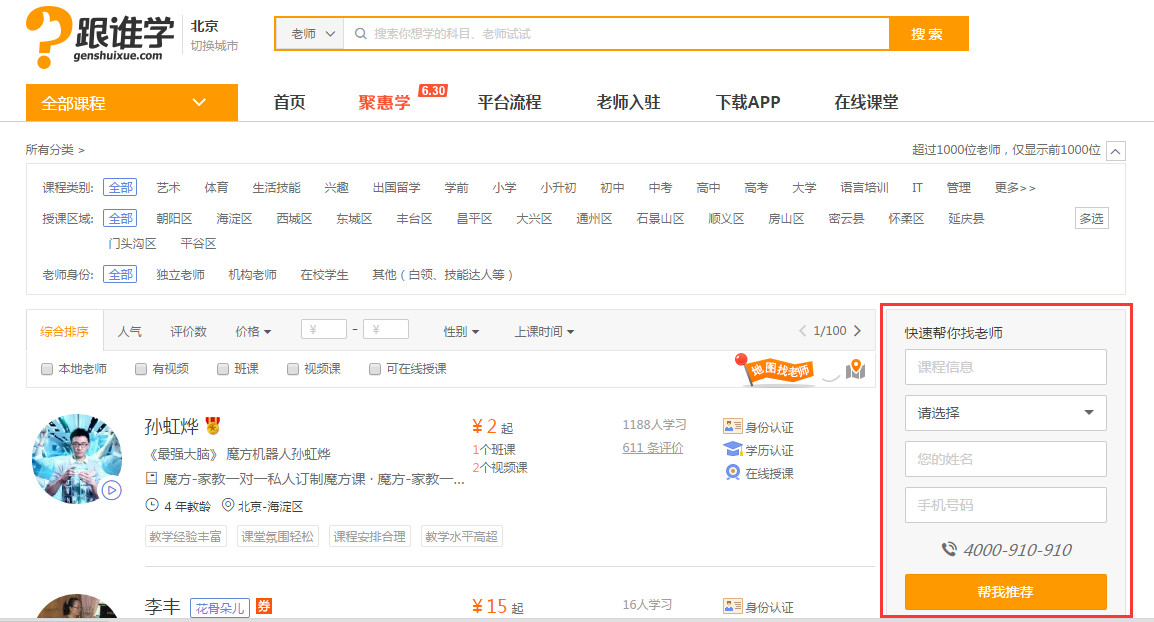 跟谁学
genshuixue.com
北京
切换城市
老师
搜索你想学的科目、老师试试
搜索
全部课程
首页
聚惠学
6.30
平台流程
老师入驻
下载APP
在线课堂
所有分类 >
超过1000位老师，仅显示前1000位
课程类别: 全部 艺术 体育 生活技能 兴趣 出国留学 学前 小学 小升初 初中 中考 高中 高考 大学 语言培训 IT 管理 更多>>
授课区域: 全部 朝阳区 海淀区 西城区 东城区 丰台区 昌平区 大兴区 通州区 石景山区 顺义区 房山区 密云县 怀柔区 延庆县
多选
门头沟区 平谷区
老师身份: 全部 独立老师 机构老师 在校学生 其他（白领、技能达人等）
综合排序 人气 评价数 价格 ¥ - ¥ 性别 上课时间
1/100
本地老师 有视频 班课 视频课 可在线授课
地图找老师
孙虹烨
¥2起
1188人学习
身份认证
《最强大脑》 魔方机器人孙虹烨
1个班课
611 条评价
学历认证
魔方-家教一对一私人订制魔方课 · 魔方-家教一...
2个视频课
在线授课
4 年教龄 北京-海淀区
教学经验丰富 课堂氛围轻松 课程安排合理 教学水平高超
李丰 花骨朵儿 券
¥15起
16人学习
身份认证
快速帮你找老师
课程信息
请选择
您的姓名
手机号码
4000-910-910
帮我推荐